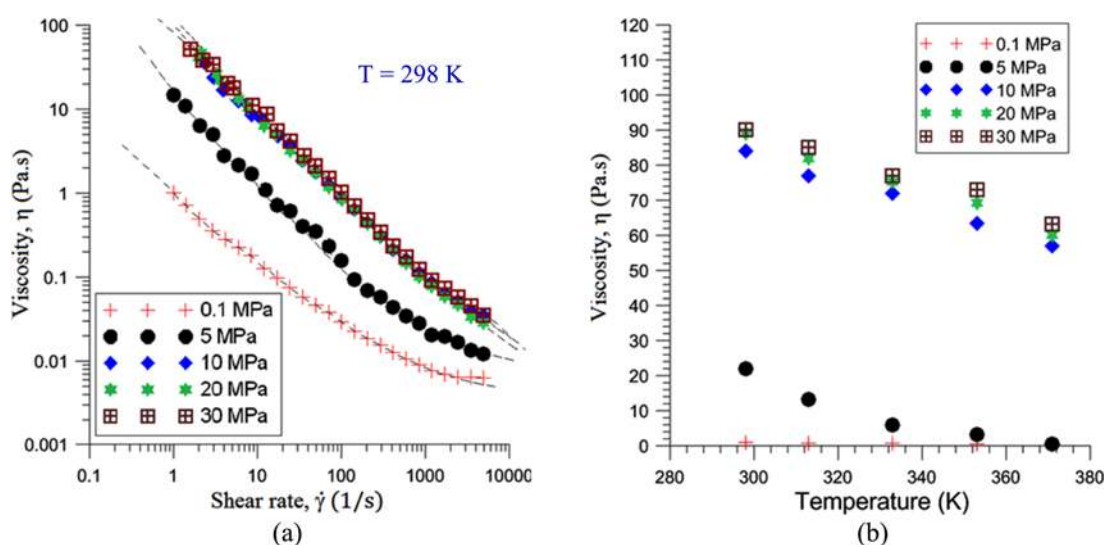 100
10
1
0.1
0.01
0.001
Viscosity, η (Pa.s)
T = 298 K
0.1 MPa
5 MPa
10 MPa
20 MPa
30 MPa
0.1
1
10
100
1000
10000
Shear rate, γ̇ (1/s)
(a)
120
110
100
90
80
70
60
50
40
30
20
10
0
Viscosity, η (Pa.s)
0.1 MPa
5 MPa
10 MPa
20 MPa
30 MPa
280
300
320
340
360
380
Temperature (K)
(b)